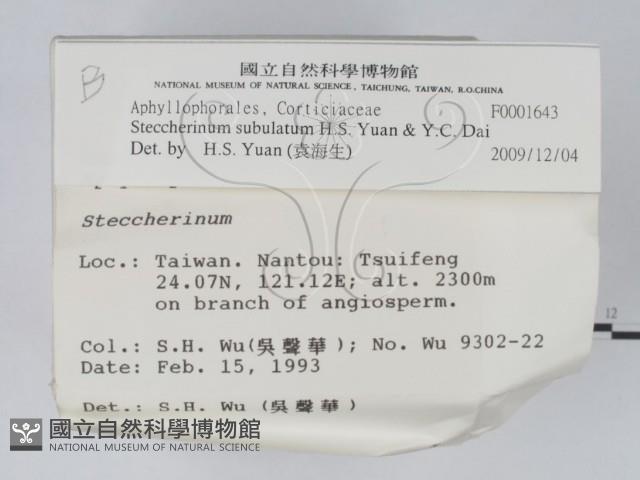 B
國立自然科學博物館
NATIONAL MUSEUM OF NATURAL SCIENCE, TAICHUNG, TAIWAN, R.O.CHINA
Aphyllophorales, Corticiaceae F0001643
Steccherinum subulatum H.S. Yuan & Y.C. Dai
Det. by H.S. Yuan (袁海生) 2009/12/04
Steccherinum
Loc.: Taiwan. Nantou: Tsuifeng
24.07N, 121.12E; alt. 2300m
on branch of angiosperm.
Col.: S.H. Wu(吳聲華); No. Wu 9302-22
Date: Feb. 15, 1993
Det.: S.H. Wu (吳聲華)
12
國立自然科學博物館
NATIONAL MUSEUM OF NATURAL SCIENCE